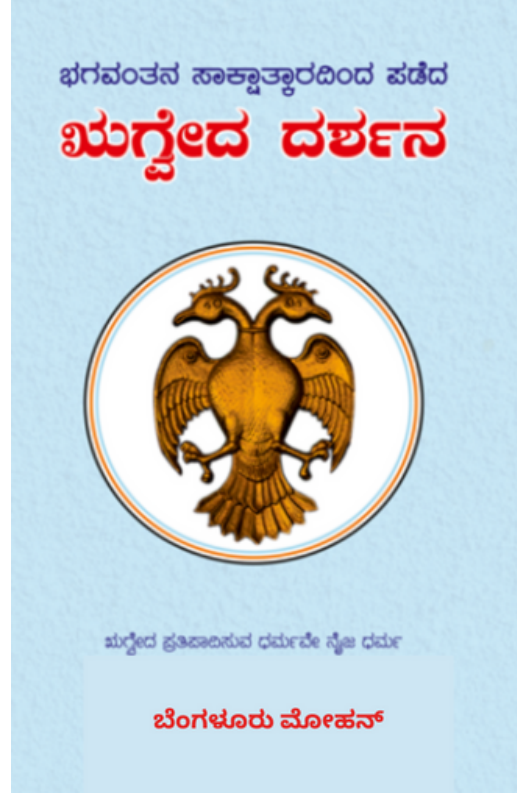 ಭಗವಂತನ ಸಾಕ್ಷಾತ್ಕಾರದಿಂದ ಪಡೆದ
ಋಗ್ವೇದ ದರ್ಶನ
ಋಗ್ವೇದ ಪ್ರತಿಪಾದಿಸುವ ಧರ್ಮವೇ ನೈಜ ಧರ್ಮ
ಬೆಂಗಳೂರು ಮೋಹನ್